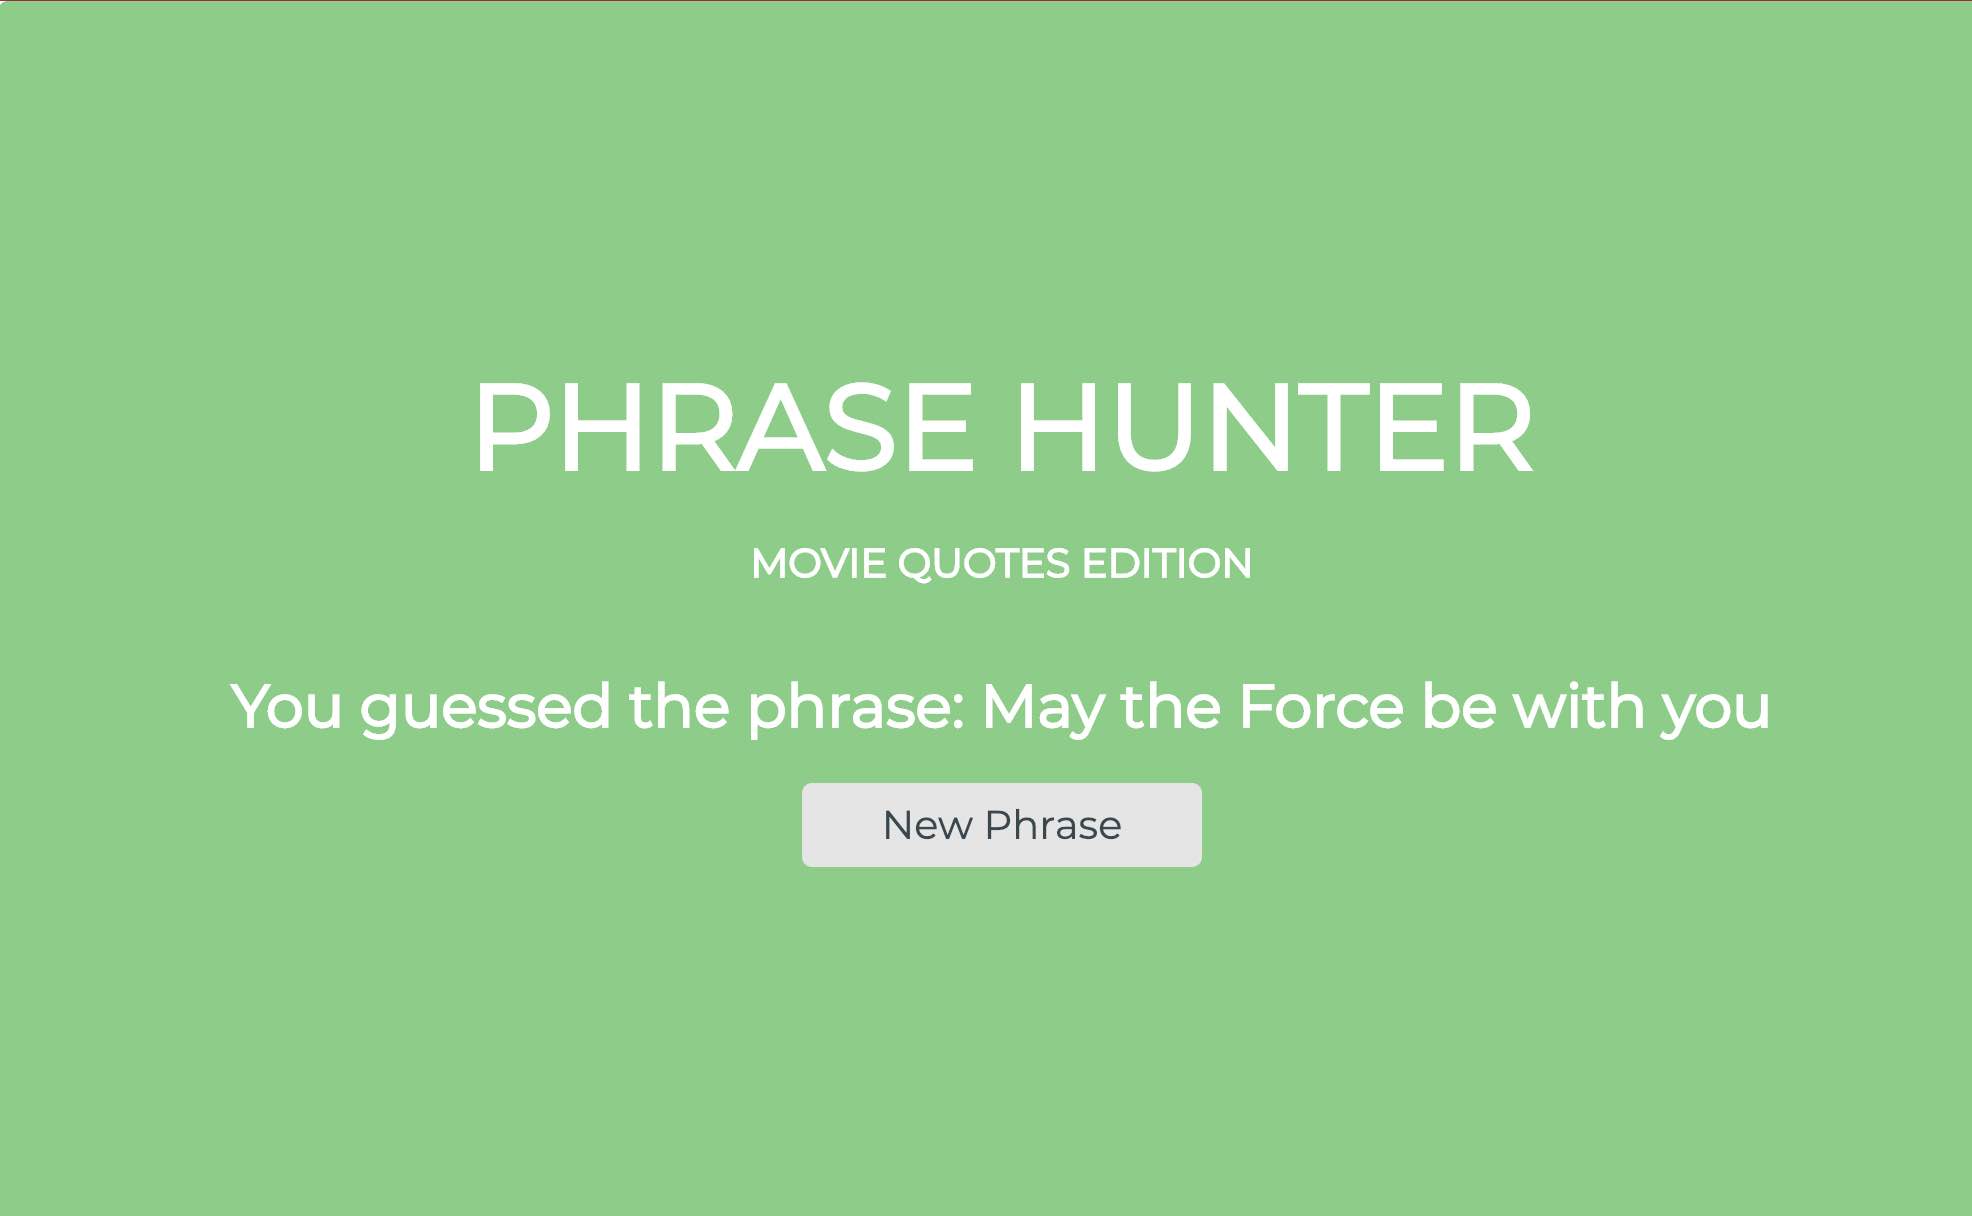 PHRASE HUNTER
MOVIE QUOTES EDITION
You guessed the phrase: May the Force be with you
New Phrase